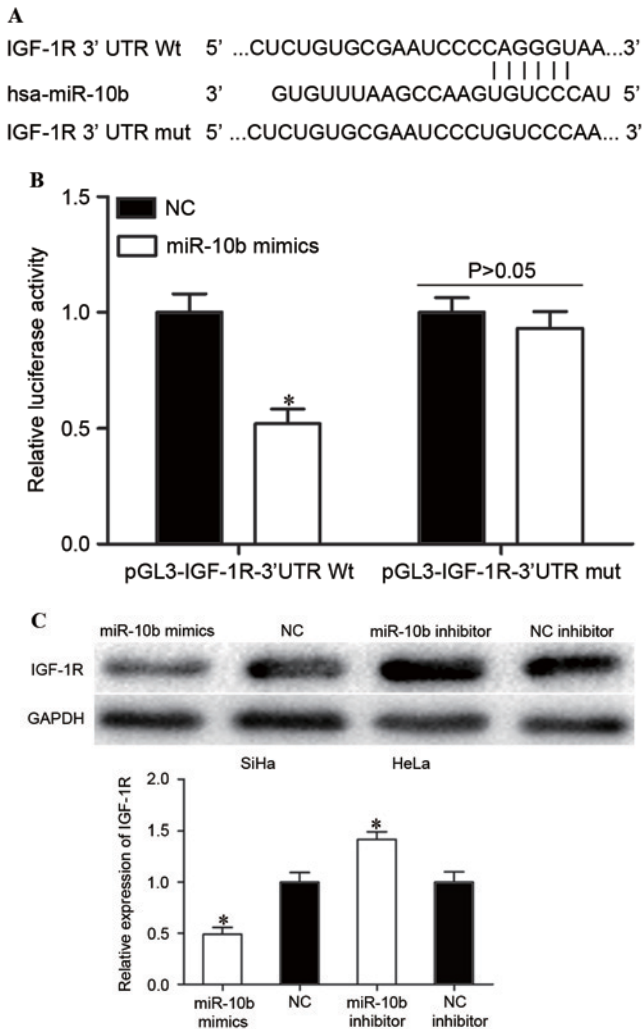 A
IGF-1R 3' UTR Wt 5' ...CUCUGUGCGAAUCCCCAGGGUAA...3'
hsa-miR-10b 3' GUGUUUAAGCCAAGUGUCCCAU 5'
IGF-1R 3' UTR mut 5' ...CUCUGUGCGAAUCCCUGUCCCAA... 3'
B
1.5
NC
miR-10b mimics
P>0.05
1.0
*
0.5
0.0
Relative luciferase activity
pGL3-IGF-1R-3'UTR Wt pGL3-IGF-1R-3'UTR mut
C
miR-10b mimics NC miR-10b inhibitor NC inhibitor
IGF-1R
GAPDH
SiHa HeLa
2.0
1.5
*
1.0
0.5
*
0.0
Relative expression of IGF-1R
miR-10b mimics
NC
miR-10b inhibitor
NC inhibitor